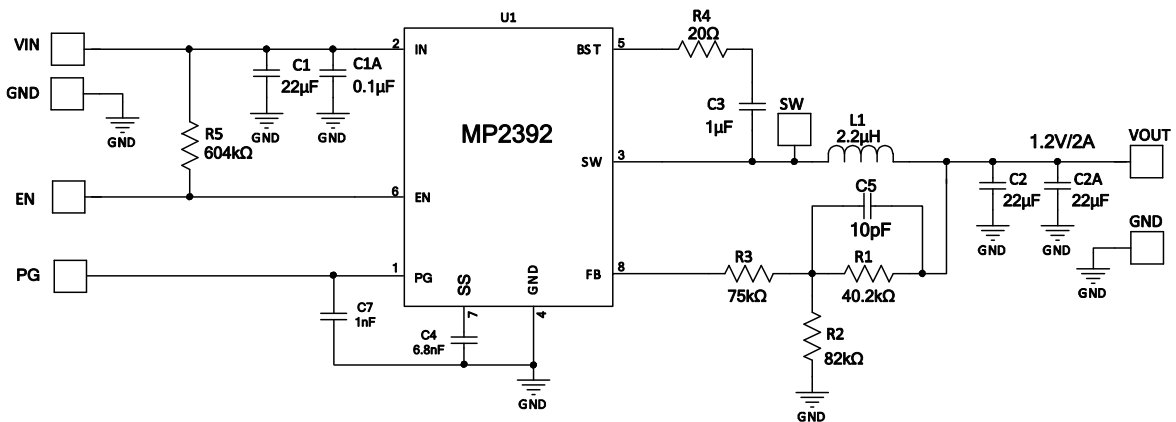 U1
VIN
GND
GND
R5
604kΩ
C1
22µF
GND
C1A
0.1µF
GND
2
IN
MP2392
BST
5
R4
20Ω
C3
1µF
SW
SW
3
L1
2.2µH
1.2V/2A
VOUT
C2
22µF
GND
C2A
22µF
GND
GND
GND
EN
6
EN
C5
10pF
PG
1
PG
SS
GND
FB
8
R3
75kΩ
R1
40.2kΩ
R2
82kΩ
GND
C7
1nF
7
C4
6.8nF
4
GND